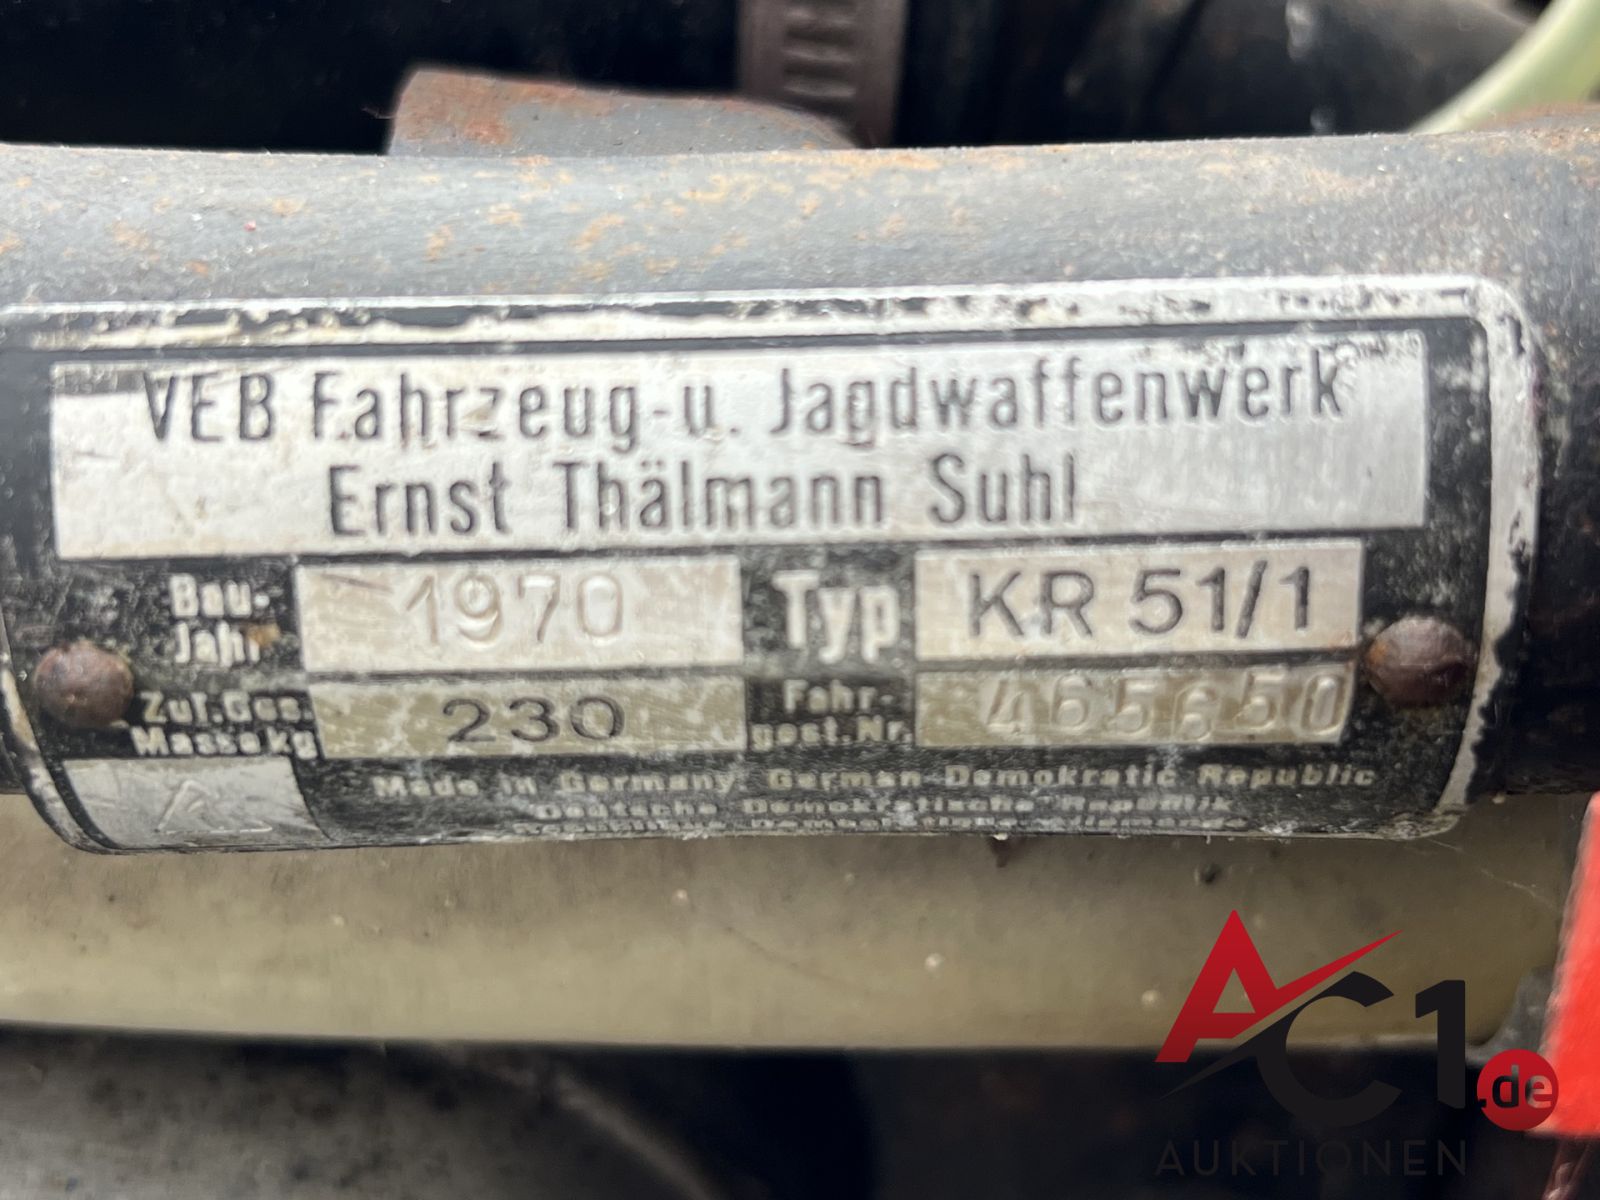 VEB Fahrzeug-u. Jagdwaffenwerk
Ernst Thälmann Suhl
Bau-Jahr 1970 Typ KR 51/1
Zul.Ges. Masse kg 230 Fahr-gest.Nr. 465650
Made in Germany German Democratic Republic
Deutsche Demokratische Republik
AC1.de
AUKTIONEN